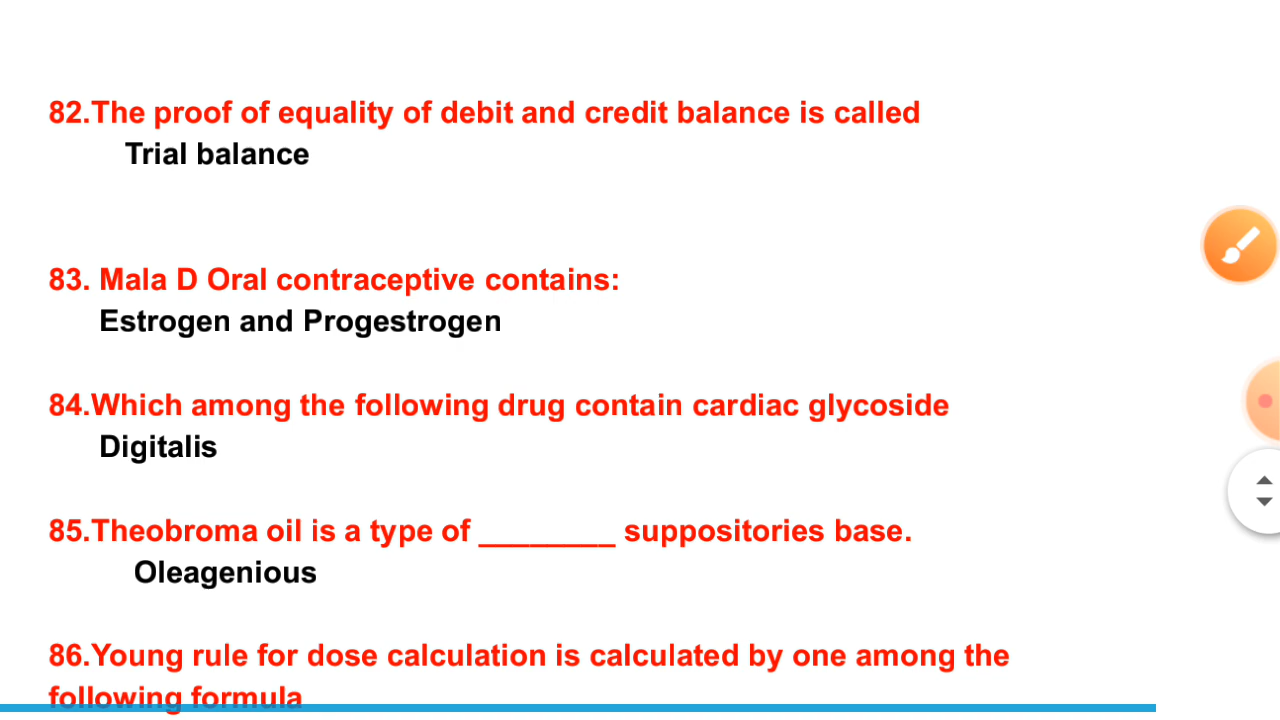 82.The proof of equality of debit and credit balance is called
Trial balance
83. Mala D Oral contraceptive contains:
Estrogen and Progestrogen
84.Which among the following drug contain cardiac glycoside
Digitalis
85.Theobroma oil is a type of ________ suppositories base.
Oleagenious
86.Young rule for dose calculation is calculated by one among the
following formula